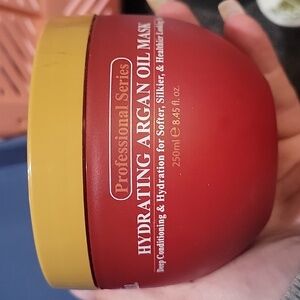 Professional Series
HYDRATING ARGAN OIL MASK
Deep Conditioning & Hydration for Softer, Silkier, & Healthier Looking
250ml ℮ 8.45 fl. oz.